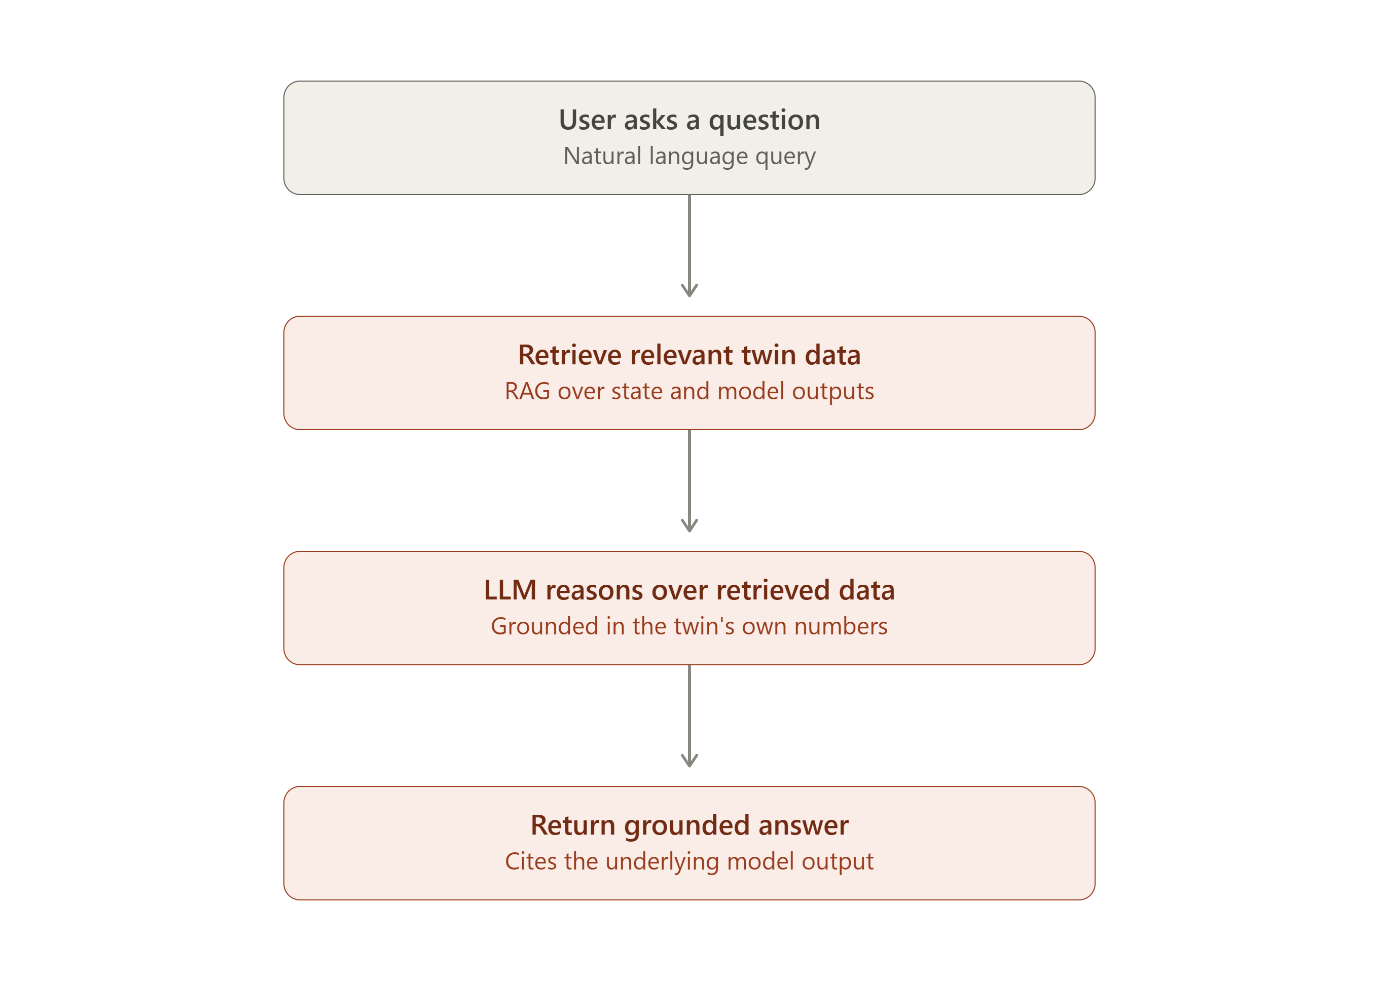 User asks a question
Natural language query
Retrieve relevant twin data
RAG over state and model outputs
LLM reasons over retrieved data
Grounded in the twin's own numbers
Return grounded answer
Cites the underlying model output